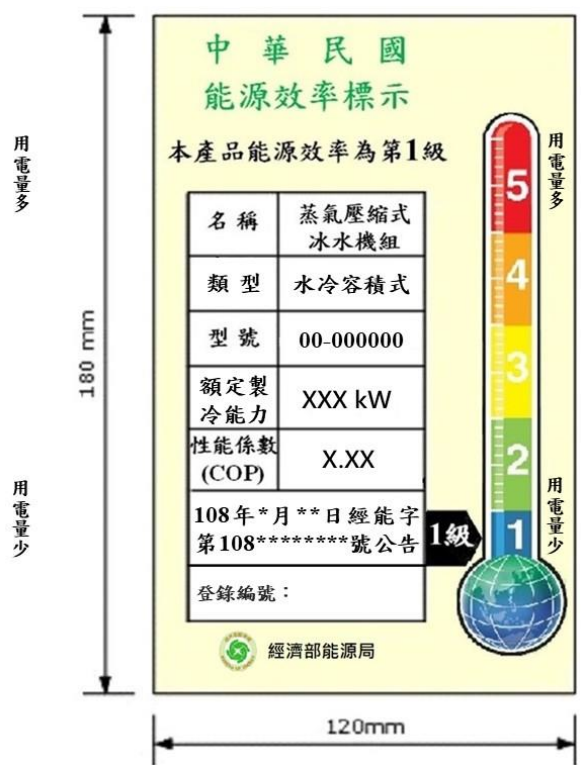 中華民國
能源效率標示
本產品能源效率為第1級
名稱
蒸氣壓縮式
冰水機組
類型
水冷容積式
型號
00-000000
額定製
冷能力
XXX kW
性能係數
(COP)
X.XX
108年*月**日經能字
第108********號公告
登錄編號：
經濟部能源局
1級
5
4
3
2
1
用電量多
用電量少
用電量多
用電量少
180 mm
120mm